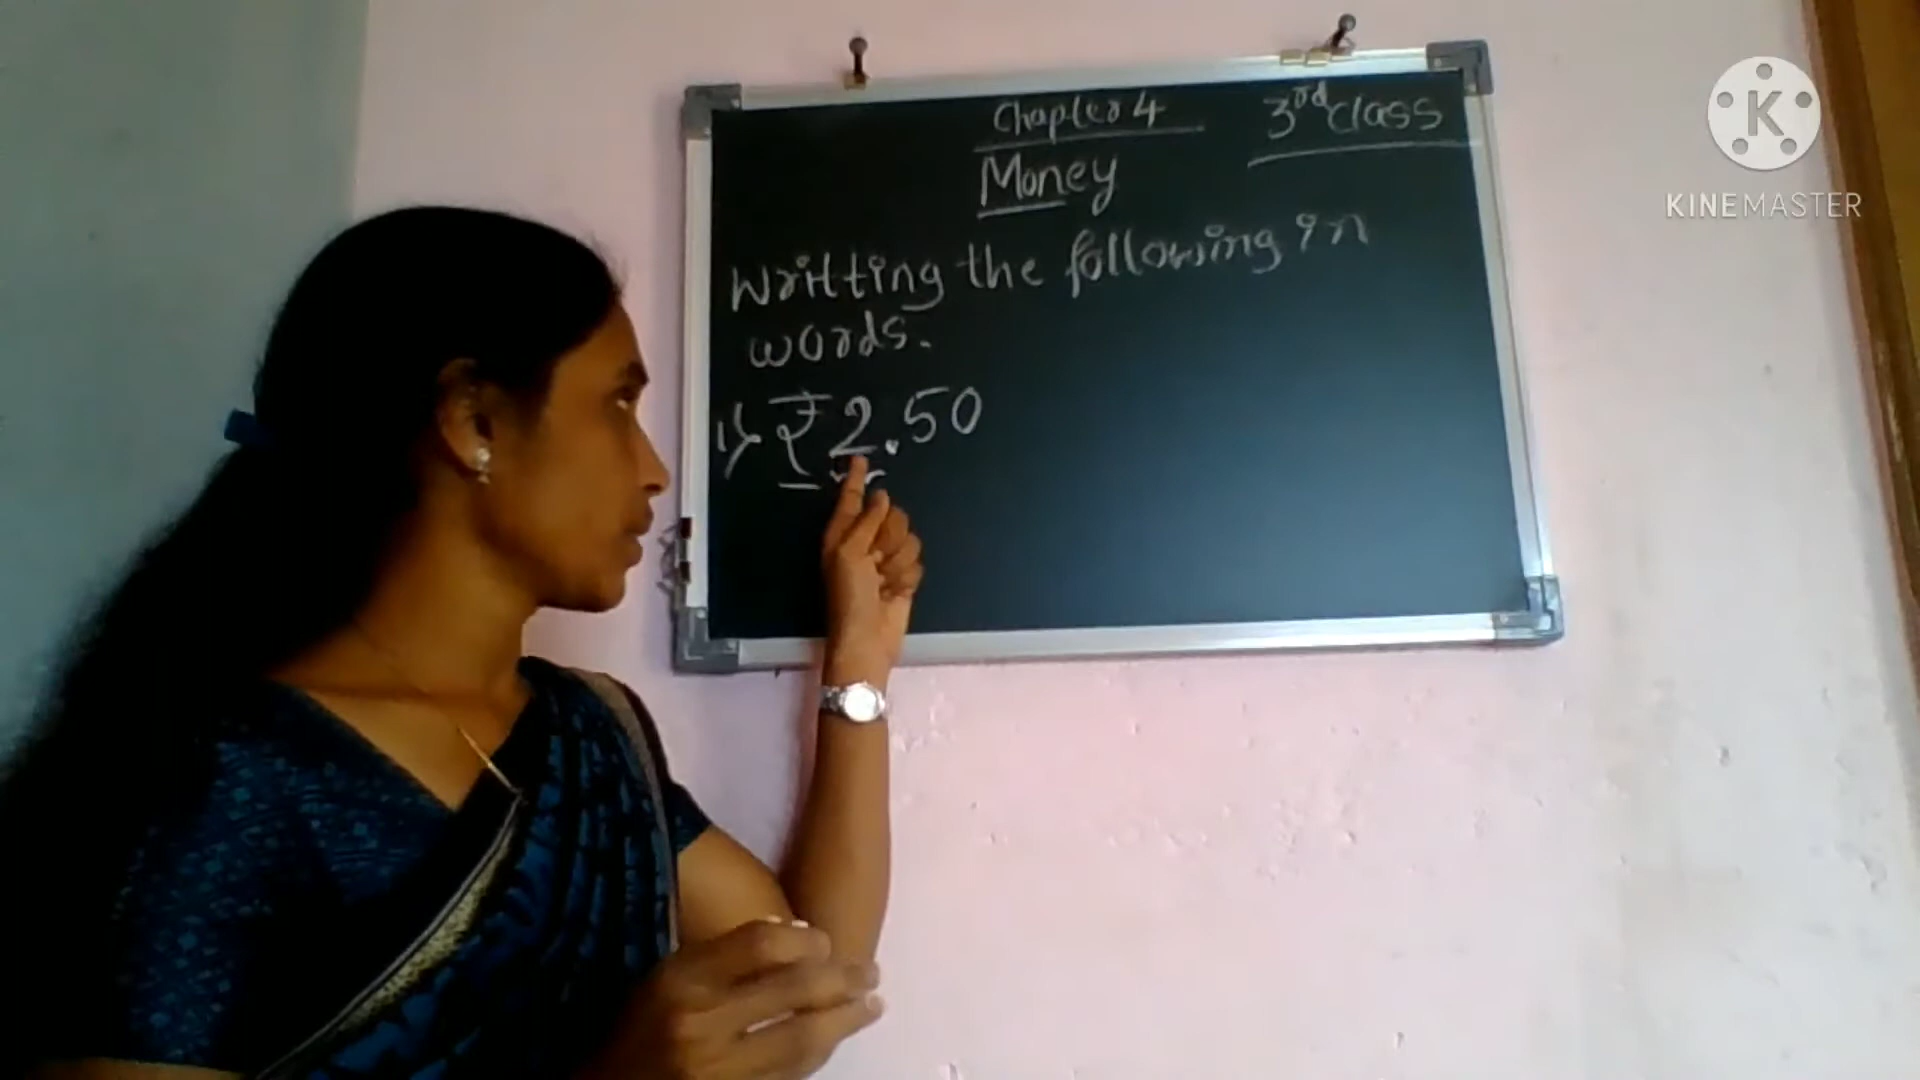 Chapter 4
3rd class
Money
Writting the following in
words.
1) ₹2.50
K
KINEMASTER